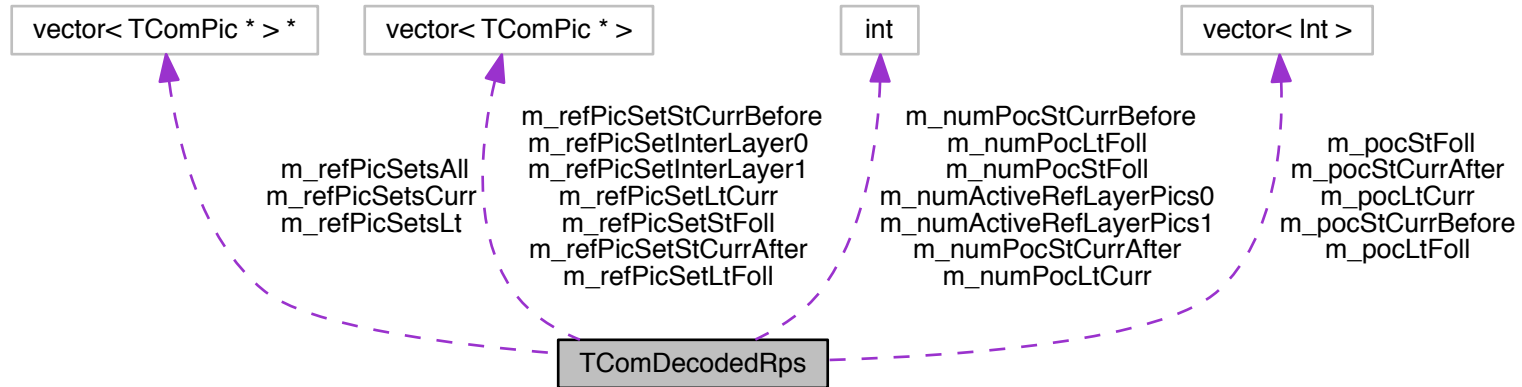 vector< TComPic * > *
vector< TComPic * >
int
vector< Int >
m_refPicSetsAll
m_refPicSetsCurr
m_refPicSetsLt
m_refPicSetStCurrBefore
m_refPicSetInterLayer0
m_refPicSetInterLayer1
m_refPicSetLtCurr
m_refPicSetStFoll
m_refPicSetStCurrAfter
m_refPicSetLtFoll
m_numPocStCurrBefore
m_numPocLtFoll
m_numPocStFoll
m_numActiveRefLayerPics0
m_numActiveRefLayerPics1
m_numPocStCurrAfter
m_numPocLtCurr
m_pocStFoll
m_pocStCurrAfter
m_pocLtCurr
m_pocStCurrBefore
m_pocLtFoll
TComDecodedRps